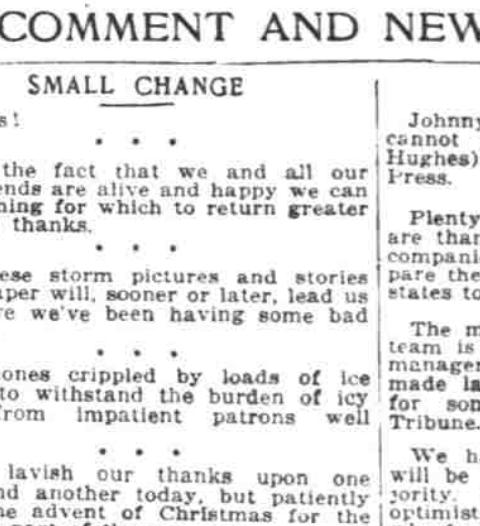 COMMENT AND NEW
SMALL CHANGE
s!
the fact that we and all our
ends are alive and happy we can
ning for which to return greater
thanks.
ese storm pictures and stories
aper will, sooner or later, lead us
re we've been having some bad
ones crippled by loads of ice
to withstand the burden of icy
from impatient patrons well
lavish our thanks upon one
nd another today, but patiently
he advent of Christmas for the
Johnny
cannot
Hughes)
Press.
Plenty
are than
companie
pare the
states to
The m
team is
manager
made la
for som
Tribune.
We ha
will be
jority.
optimist